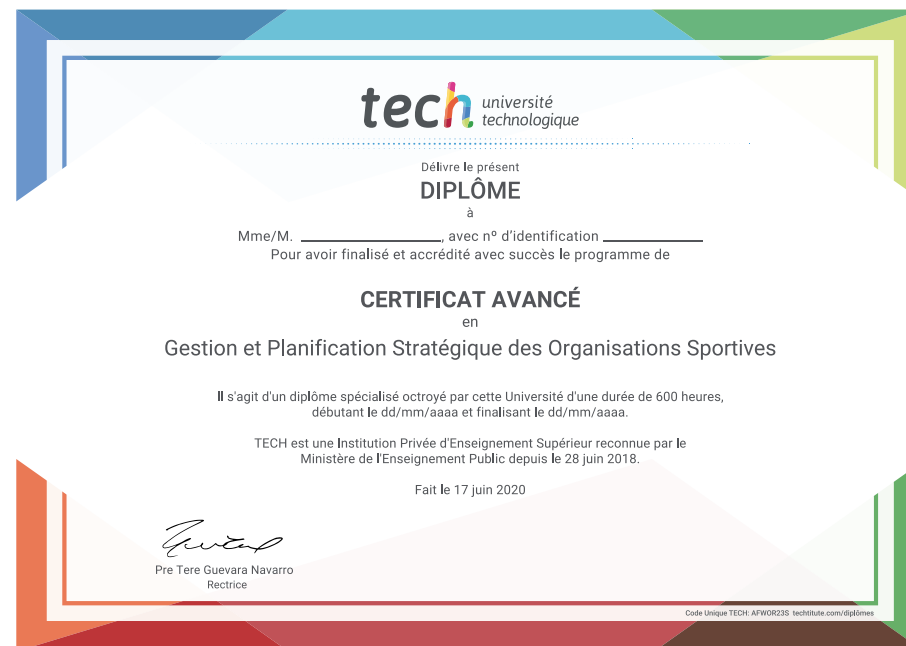 tech université
technologique
Délivre le présent
DIPLÔME
à
Mme/M. ____________________, avec nº d'identification ______________
Pour avoir finalisé et accrédité avec succès le programme de
CERTIFICAT AVANCÉ
en
Gestion et Planification Stratégique des Organisations Sportives
Il s'agit d'un diplôme spécialisé octroyé par cette Université d'une durée de 600 heures,
débutant le dd/mm/aaaa et finalisant le dd/mm/aaaa.
TECH est une Institution Privée d'Enseignement Supérieur reconnue par le
Ministère de l'Enseignement Public depuis le 28 juin 2018.
Fait le 17 juin 2020
Pre Tere Guevara Navarro
Rectrice
Code Unique TECH: AFWOR23S techtitute.com/diplômes